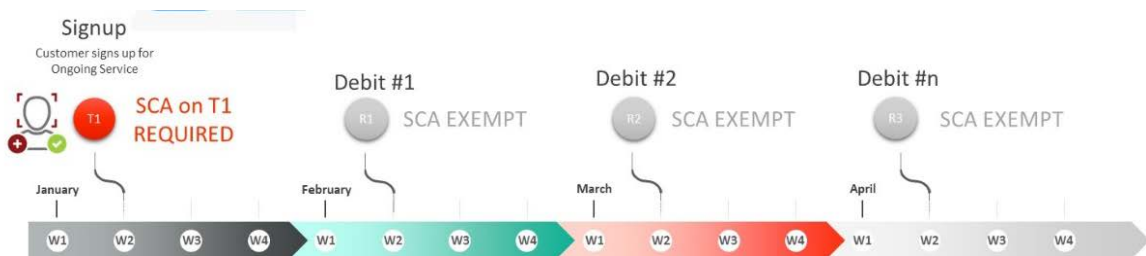 Signup
Customer signs up for
Ongoing Service
T1
SCA on T1
REQUIRED
Debit #1
R1
SCA EXEMPT
Debit #2
R2
SCA EXEMPT
Debit #n
R3
SCA EXEMPT
January
February
March
April
W1 W2 W3 W4 W1 W2 W3 W4 W1 W2 W3 W4 W1 W2 W3 W4